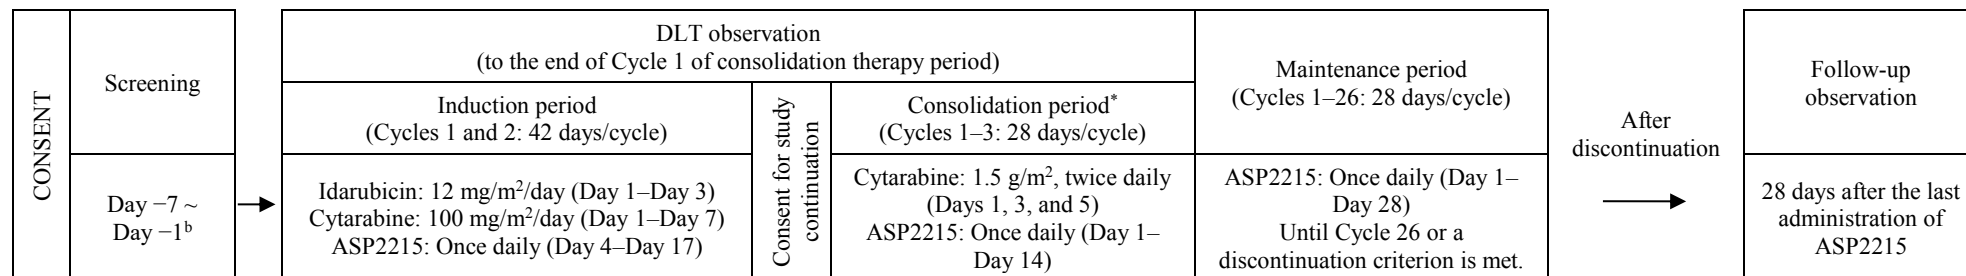 CONSENT
Screening
Day −7 ~
Day −1ᵇ
DLT observation
(to the end of Cycle 1 of consolidation therapy period)
Induction period
(Cycles 1 and 2: 42 days/cycle)
Idarubicin: 12 mg/m²/day (Day 1–Day 3)
Cytarabine: 100 mg/m²/day (Day 1–Day 7)
ASP2215: Once daily (Day 4–Day 17)
Consent for study
continuation
Consolidation period*
(Cycles 1–3: 28 days/cycle)
Cytarabine: 1.5 g/m², twice daily
(Days 1, 3, and 5)
ASP2215: Once daily (Day 1–
Day 14)
Maintenance period
(Cycles 1–26: 28 days/cycle)
ASP2215: Once daily (Day 1–
Day 28)
Until Cycle 26 or a
discontinuation criterion is met.
After
discontinuation
Follow-up
observation
28 days after the last
administration of
ASP2215